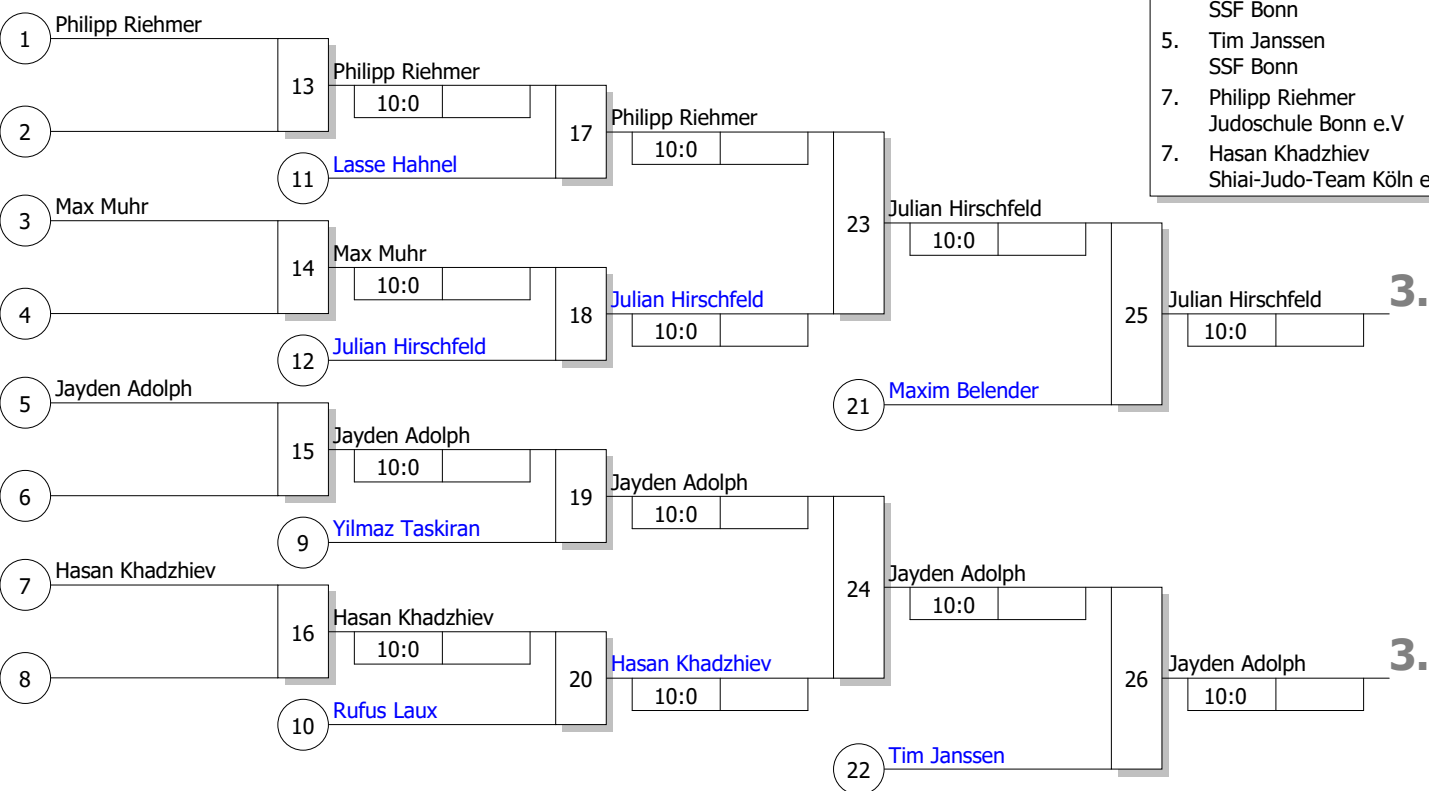 SSF Bonn
1 Philipp Riehmer
5. Tim Janssen
SSF Bonn
13 Philipp Riehmer
10:0
7. Philipp Riehmer
Judoschule Bonn e.V
2
17 Philipp Riehmer
10:0
11 Lasse Hahnel
7. Hasan Khadzhiev
Shiai-Judo-Team Köln e
3 Max Muhr
23 Julian Hirschfeld
10:0
14 Max Muhr
10:0
4
18 Julian Hirschfeld
10:0
25 Julian Hirschfeld 3.
10:0
12 Julian Hirschfeld
5 Jayden Adolph
21 Maxim Belender
15 Jayden Adolph
10:0
6
19 Jayden Adolph
10:0
9 Yilmaz Taskiran
7 Hasan Khadzhiev
24 Jayden Adolph
10:0
16 Hasan Khadzhiev
10:0
8
20 Hasan Khadzhiev
10:0
26 Jayden Adolph 3.
10:0
10 Rufus Laux
22 Tim Janssen